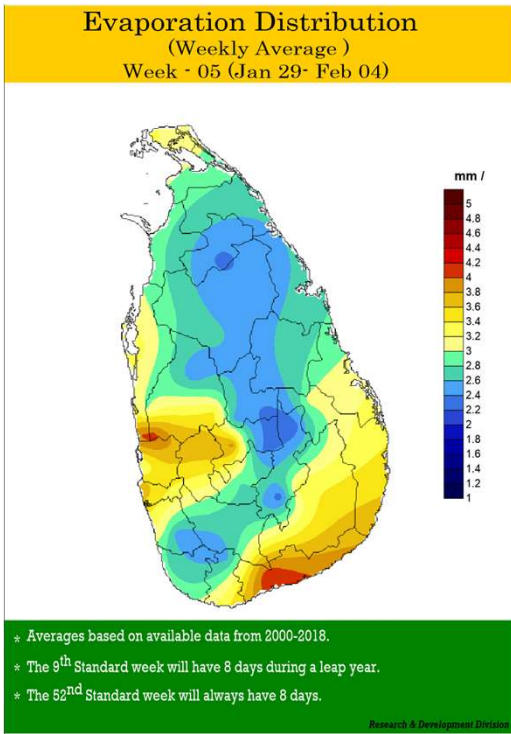 Evaporation Distribution
(Weekly Average )
Week - 05 (Jan 29- Feb 04)
mm /
5
4.8
4.6
4.4
4.2
4
3.8
3.6
3.4
3.2
3
2.8
2.6
2.4
2.2
2
1.8
1.6
1.4
1.2
1
* Averages based on available data from 2000-2018.
* The 9th Standard week will have 8 days during a leap year.
* The 52nd Standard week will always have 8 days.
Research & Development Division